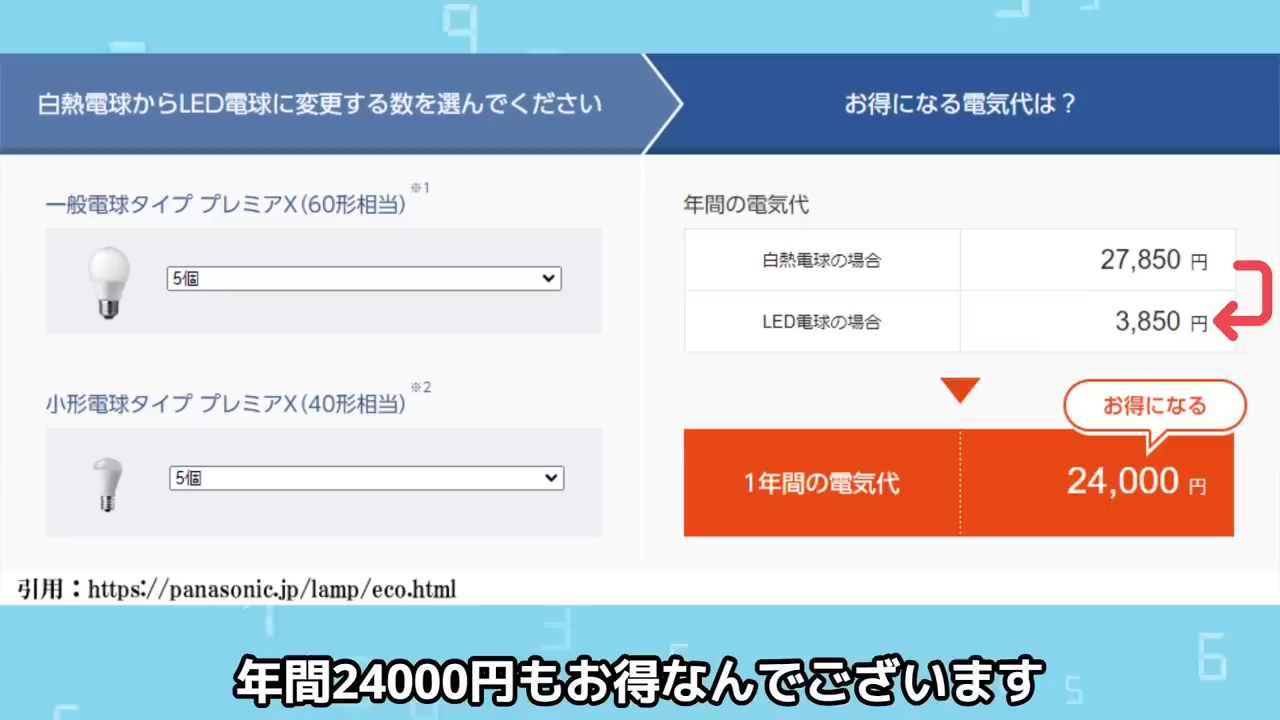 白熱電球からLED電球に変更する数を選んでください
お得になる電気代は？
一般電球タイプ プレミアX（60形相当）※1
5個
小形電球タイプ プレミアX（40形相当）※2
5個
年間の電気代
白熱電球の場合 27,850 円
LED電球の場合 3,850 円
お得になる
1年間の電気代 24,000 円
引用：https://panasonic.jp/lamp/eco.html
年間24000円もお得なんでございます